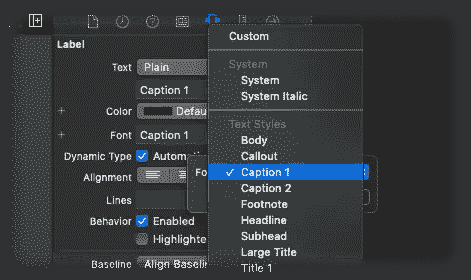 Label
Text Plain
Caption 1
Color Defau
Font Caption 1
Dynamic Type Autom
Alignment
Lines
Behavior Enabled
Highlighte
Baseline Align Baseli
Fo
Custom
System
System
System Italic
Text Styles
Body
Callout
Caption 1
Caption 2
Footnote
Headline
Subhead
Large Title
Title 1